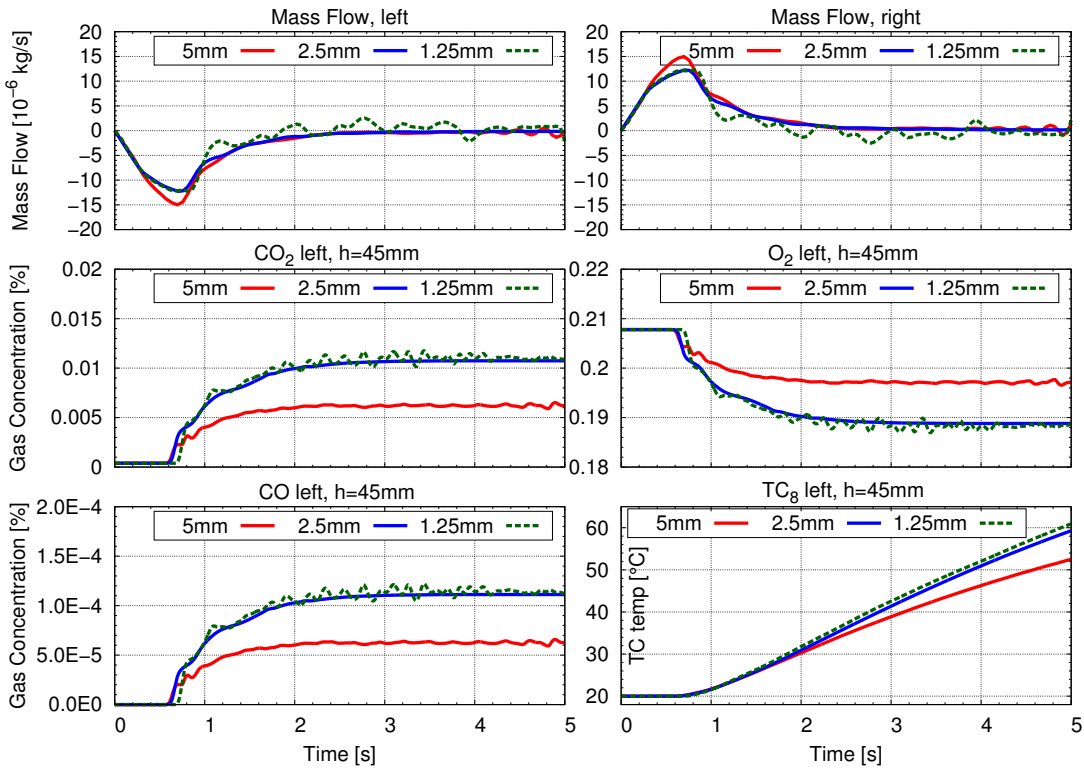 Mass Flow, left
Mass Flow [10⁻⁶ kg/s]
20
15
10
5
0
−5
−10
−15
−20
5mm 2.5mm 1.25mm
Mass Flow, right
20
15
10
5
0
−5
−10
−15
−20
5mm 2.5mm 1.25mm
CO₂ left, h=45mm
Gas Concentration [%]
0.02
0.015
0.01
0.005
0
5mm 2.5mm 1.25mm
O₂ left, h=45mm
0.22
0.21
0.2
0.19
0.18
5mm 2.5mm 1.25mm
CO left, h=45mm
Gas Concentration [%]
2.0E−4
1.5E−4
1.0E−4
5.0E−5
0.0E0
5mm 2.5mm 1.25mm
0 1 2 3 4 5
Time [s]
TC₈ left, h=45mm
TC temp [°C]
60
50
40
30
20
5mm 2.5mm 1.25mm
0 1 2 3 4 5
Time [s]